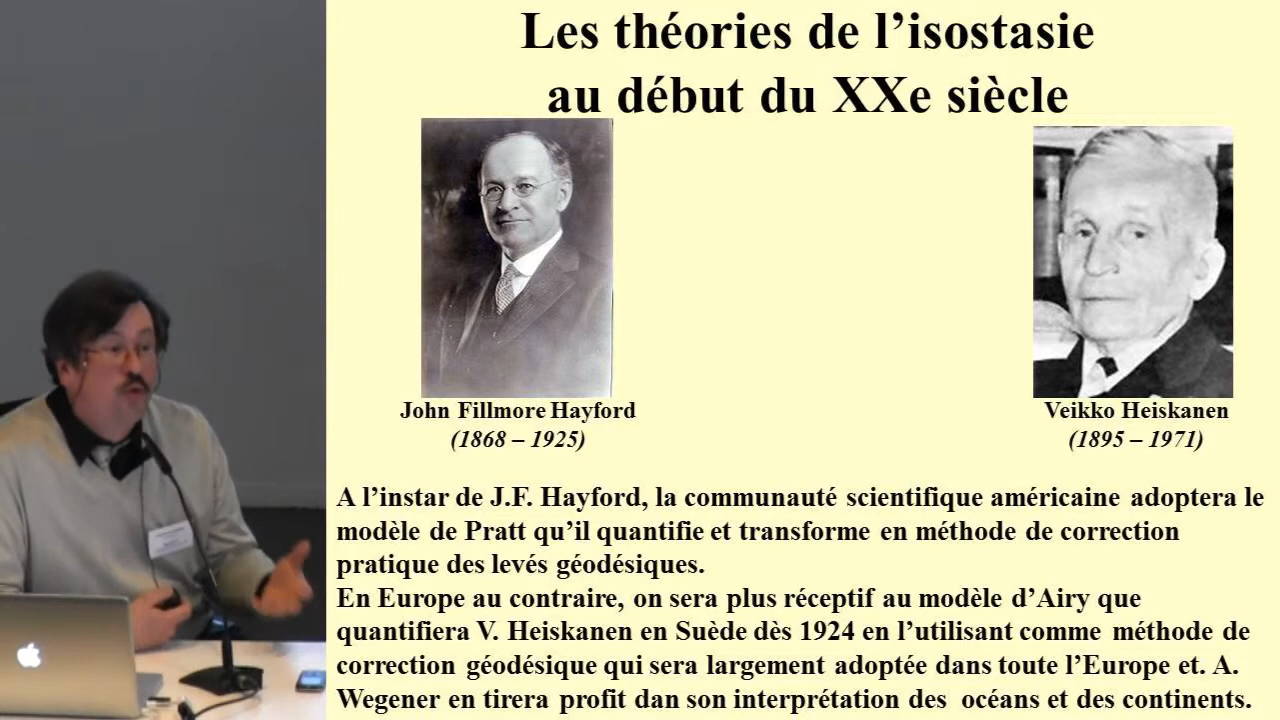 Les théories de l’isostasie
au début du XXe siècle
John Fillmore Hayford
(1868 – 1925)
Veikko Heiskanen
(1895 – 1971)
A l’instar de J.F. Hayford, la communauté scientifique américaine adoptera le
modèle de Pratt qu’il quantifie et transforme en méthode de correction
pratique des levés géodésiques.
En Europe au contraire, on sera plus réceptif au modèle d’Airy que
quantifiera V. Heiskanen en Suède dès 1924 en l’utilisant comme méthode de
correction géodésique qui sera largement adoptée dans toute l’Europe et. A.
Wegener en tirera profit dan son interprétation des océans et des continents.